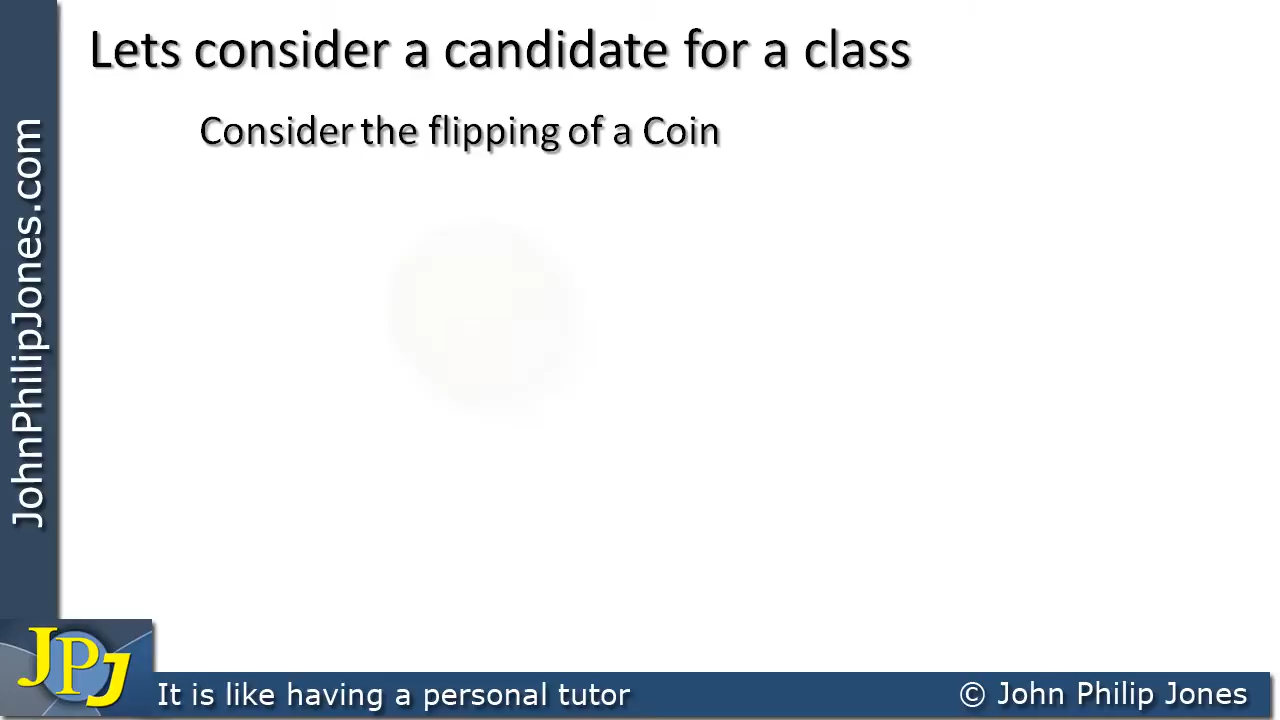 Lets consider a candidate for a class
Consider the flipping of a Coin
JohnPhilipJones.com
JPJ
It is like having a personal tutor
© John Philip Jones